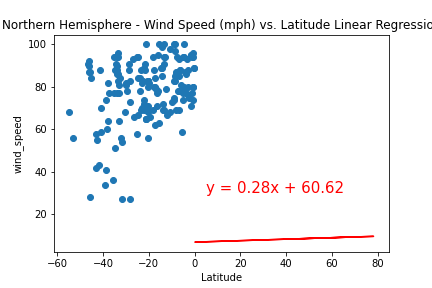 Northern Hemisphere - Wind Speed (mph) vs. Latitude Linear Regressio
100
80
60
40
20
wind_speed
y = 0.28x + 60.62
−60 −40 −20 0 20 40 60 80
Latitude